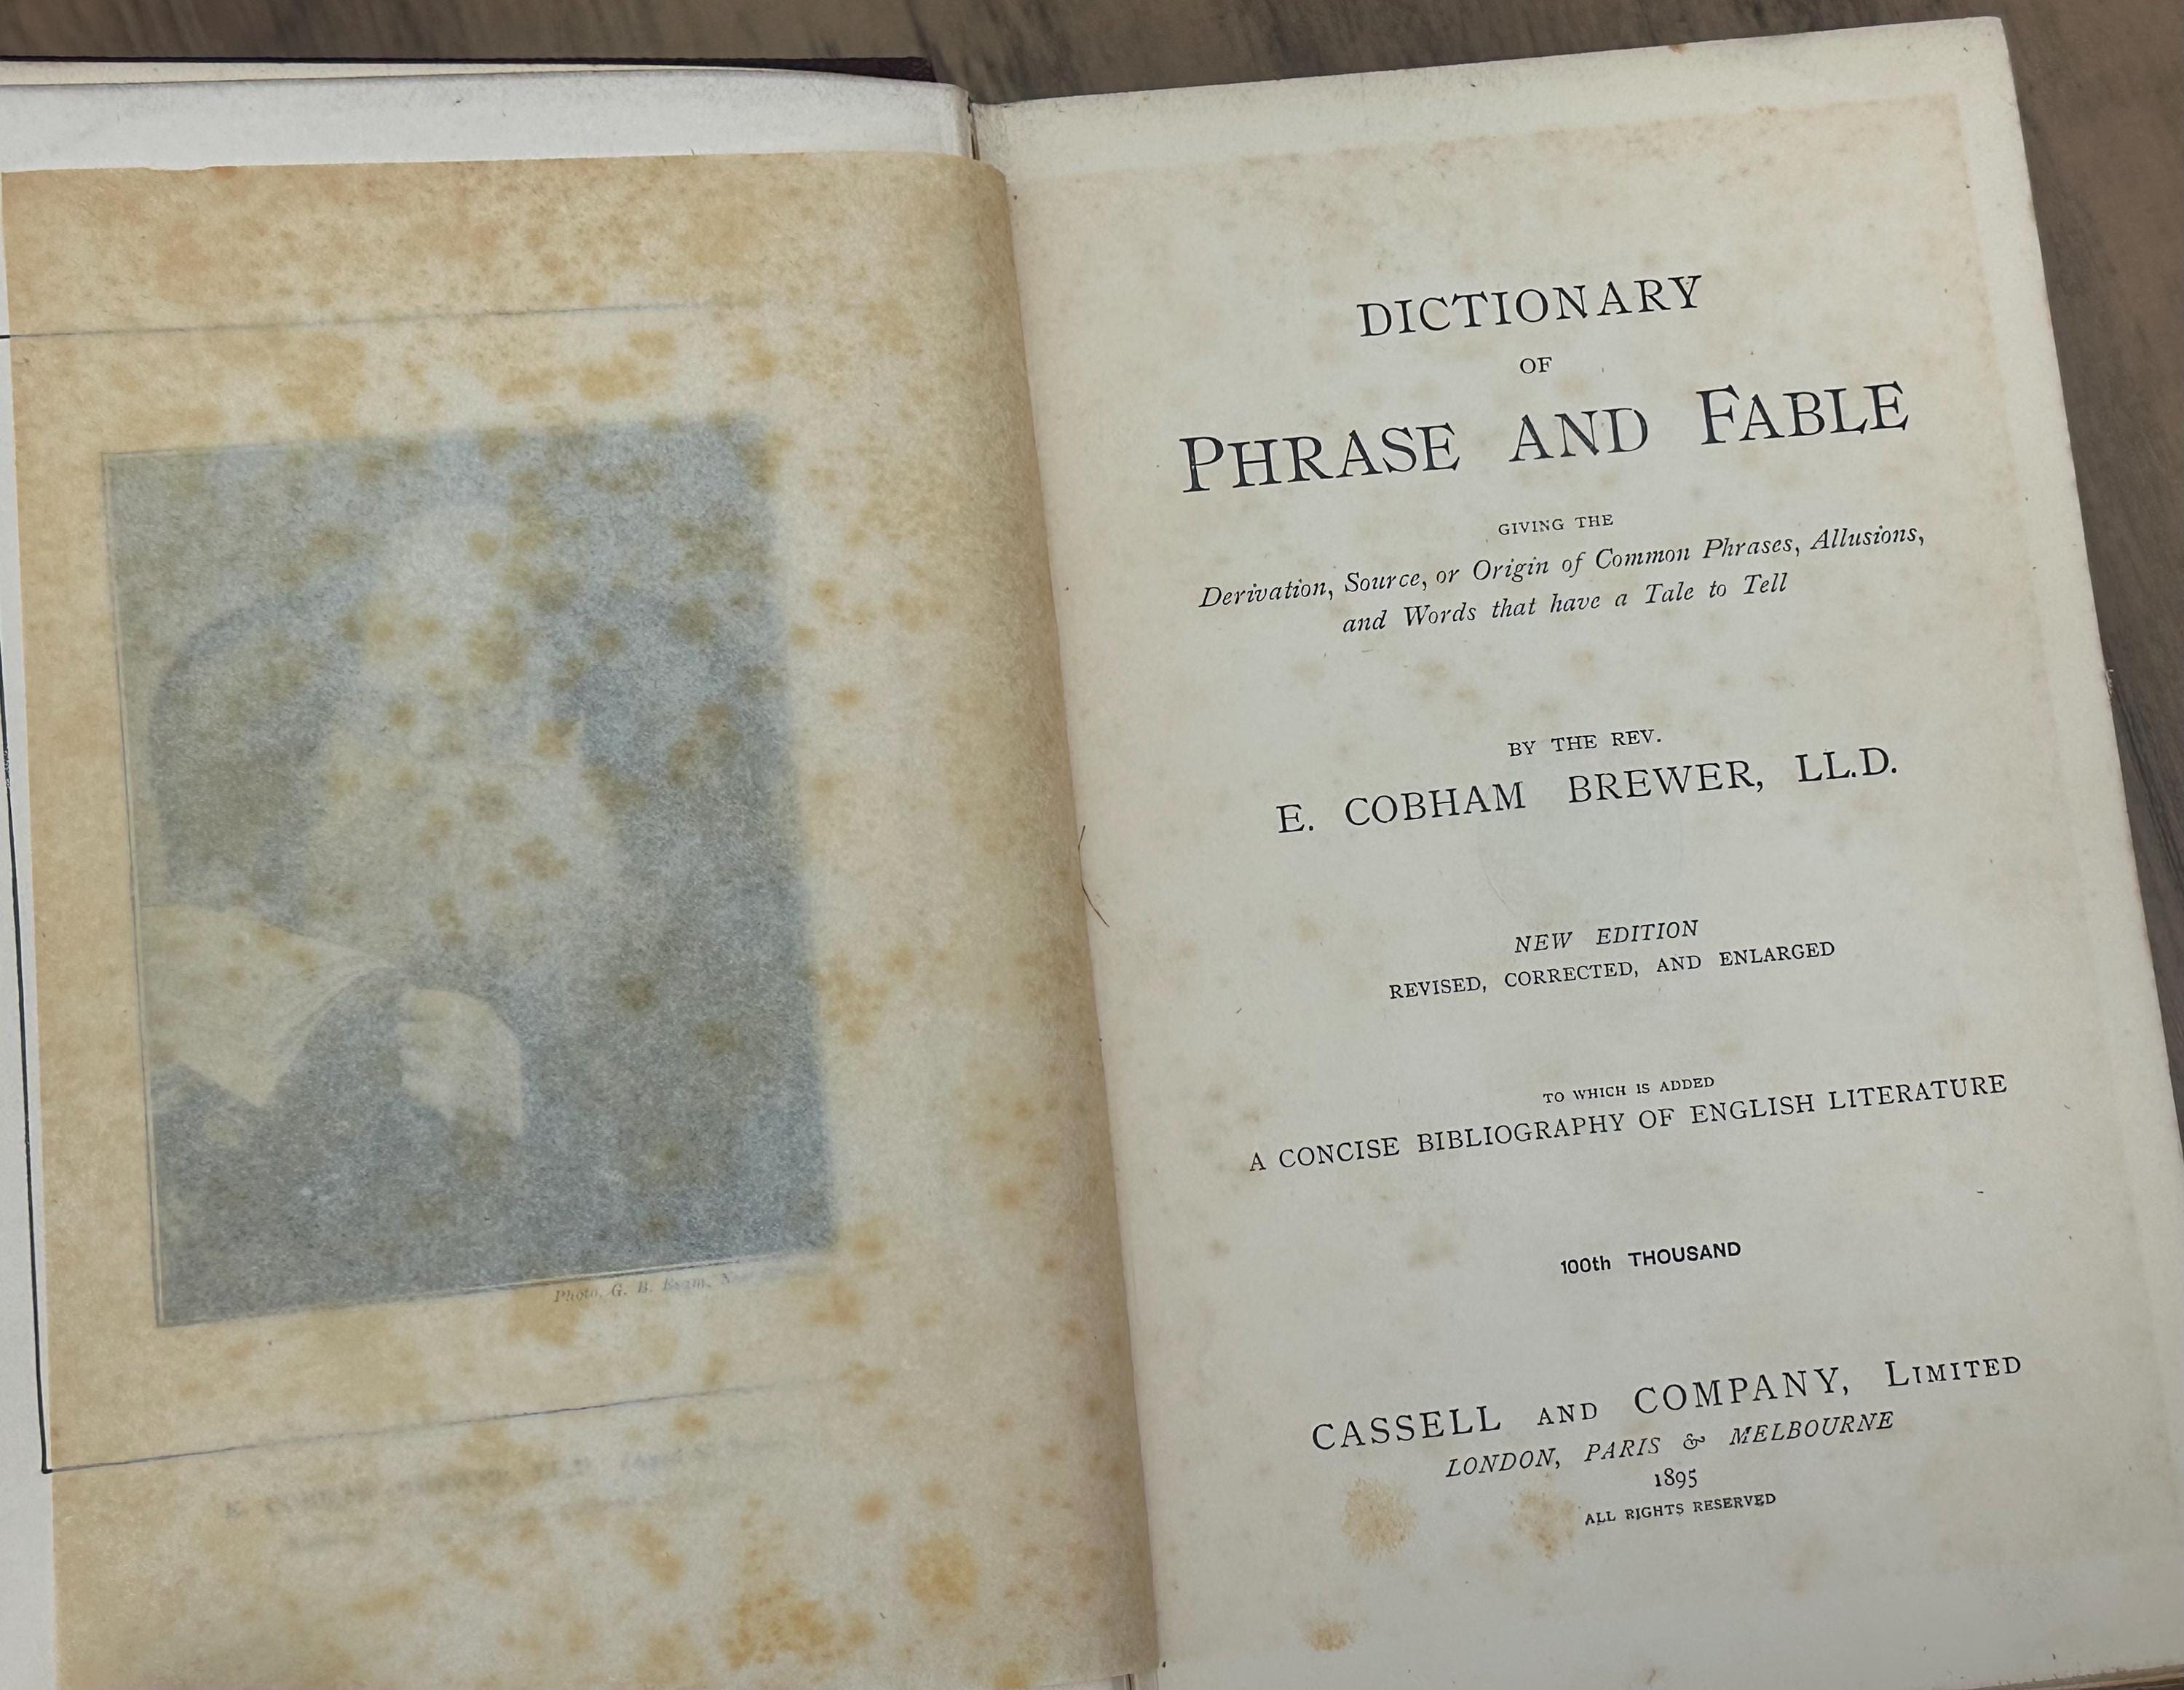 Photo. G. B.
DICTIONARY
OF
PHRASE AND FABLE
GIVING THE
Derivation, Source, or Origin of Common Phrases, Allusions,
and Words that have a Tale to Tell
BY THE REV.
E. COBHAM BREWER, LL.D.
NEW EDITION
REVISED, CORRECTED, AND ENLARGED
TO WHICH IS ADDED
A CONCISE BIBLIOGRAPHY OF ENGLISH LITERATURE
100th THOUSAND
CASSELL AND COMPANY, LIMITED
LONDON, PARIS & MELBOURNE
1895
ALL RIGHTS RESERVED